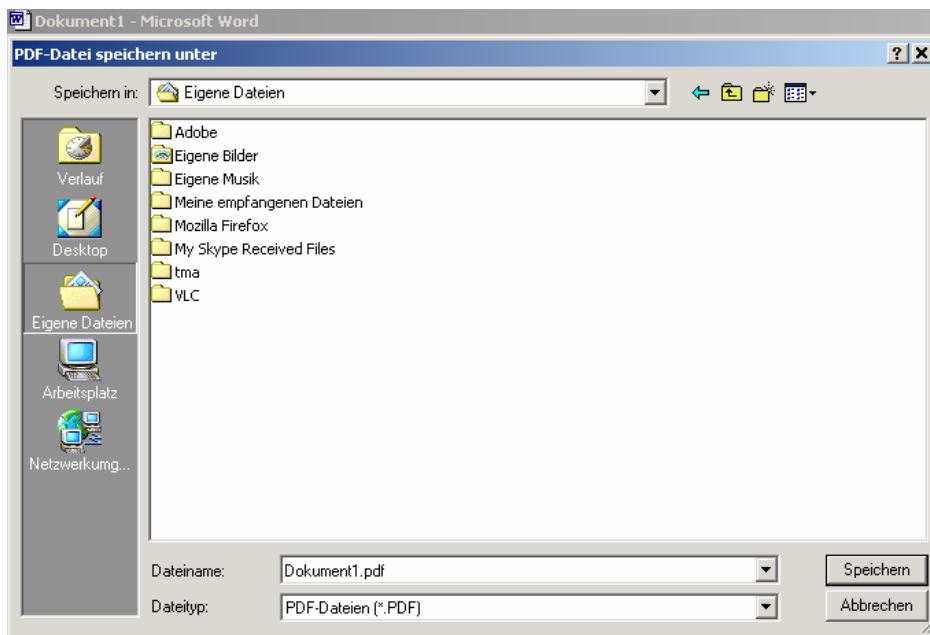 Dokument1 - Microsoft Word
PDF-Datei speichern unter
Speichern in:
Eigene Dateien
Verlauf
Desktop
Eigene Dateien
Arbeitsplatz
Netzwerkumg...
Adobe
Eigene Bilder
Eigene Musik
Meine empfangenen Dateien
Mozilla Firefox
My Skype Received Files
tma
VLC
Dateiname:
Dokument1.pdf
Speichern
Dateityp:
PDF-Dateien (*.PDF)
Abbrechen